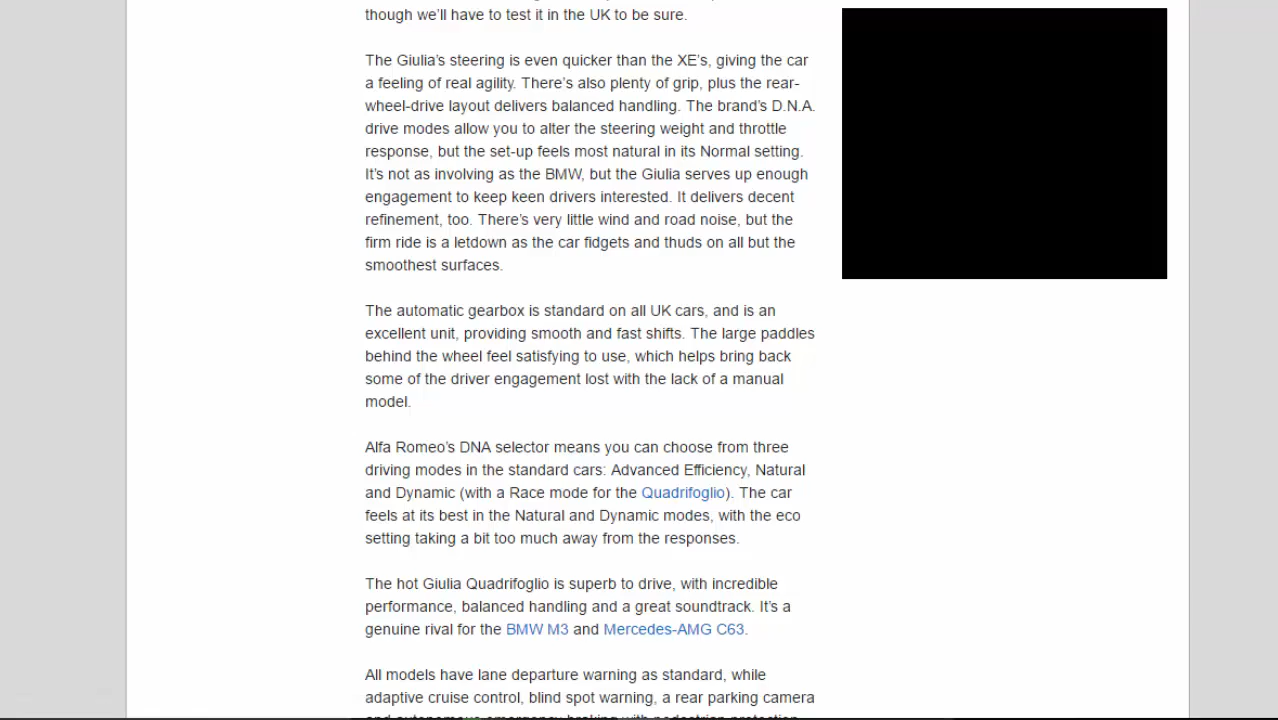 though we’ll have to test it in the UK to be sure.
The Giulia’s steering is even quicker than the XE’s, giving the car
a feeling of real agility. There’s also plenty of grip, plus the rear-
wheel-drive layout delivers balanced handling. The brand’s D.N.A.
drive modes allow you to alter the steering weight and throttle
response, but the set-up feels most natural in its Normal setting.
It’s not as involving as the BMW, but the Giulia serves up enough
engagement to keep keen drivers interested. It delivers decent
refinement, too. There’s very little wind and road noise, but the
firm ride is a letdown as the car fidgets and thuds on all but the
smoothest surfaces.
The automatic gearbox is standard on all UK cars, and is an
excellent unit, providing smooth and fast shifts. The large paddles
behind the wheel feel satisfying to use, which helps bring back
some of the driver engagement lost with the lack of a manual
model.
Alfa Romeo’s DNA selector means you can choose from three
driving modes in the standard cars: Advanced Efficiency, Natural
and Dynamic (with a Race mode for the Quadrifoglio). The car
feels at its best in the Natural and Dynamic modes, with the eco
setting taking a bit too much away from the responses.
The hot Giulia Quadrifoglio is superb to drive, with incredible
performance, balanced handling and a great soundtrack. It’s a
genuine rival for the BMW M3 and Mercedes-AMG C63.
All models have lane departure warning as standard, while
adaptive cruise control, blind spot warning, a rear parking camera
and autonomous emergency braking with pedestrian protection